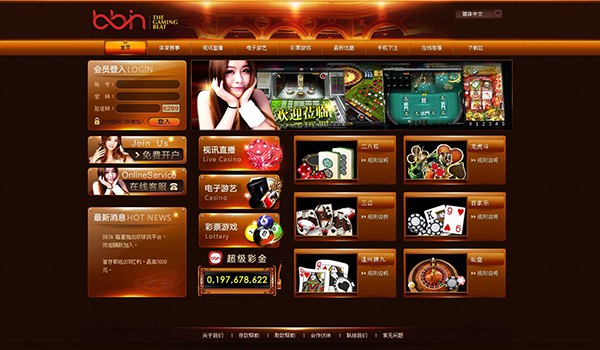 bbin THE GAMING BEAT
简体中文
首页 体育赛事 视讯直播 电子游艺 彩票游戏 最新优惠 手机下注 在线客服 下载区
会员登入 LOGIN
账 号：
密 码：
验证码： 6289
登入
Join Us
免费开户
OnlineService
在线客服
最新消息 HOT NEWS
欢迎莅临
视讯直播
Live Casino
电子游艺
Casino
彩票游戏
Lottery
bbin 超级彩金
0,197,678,622
二八杠
规则说明
龙虎斗
规则说明
三公
规则说明
百家乐
规则说明
温州牌九
规则说明
轮盘
规则说明
关于我们 | 存款帮助 | 取款帮助 | 合作伙伴 | 联络我们 | 常见问题